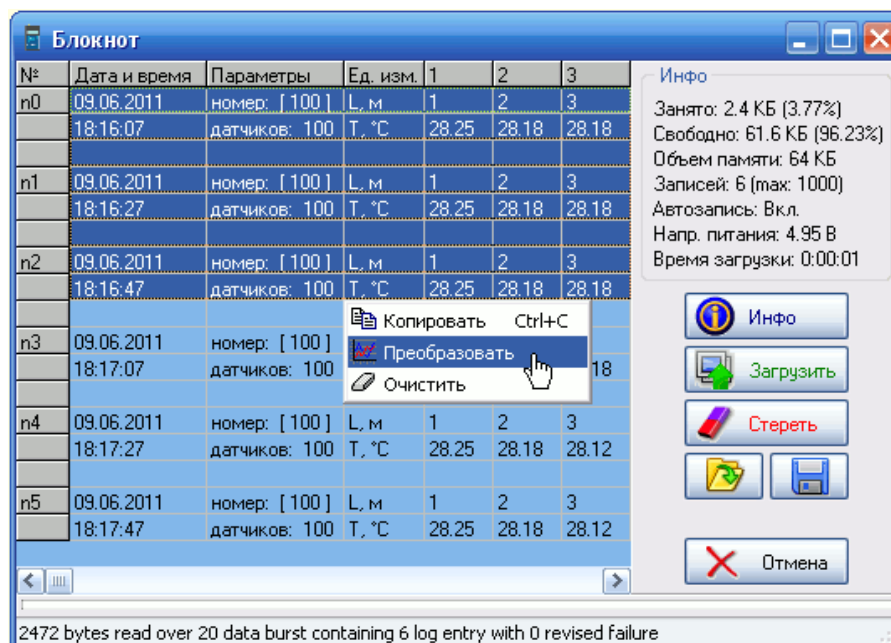 Блокнот
№ Дата и время Параметры Ед. изм. 1 2 3
n0 09.06.2011 номер: [ 100 ] L, м 1 2 3
18:16:07 датчиков: 100 T, °C 28.25 28.18 28.18
n1 09.06.2011 номер: [ 100 ] L, м 1 2 3
18:16:27 датчиков: 100 T, °C 28.25 28.18 28.18
n2 09.06.2011 номер: [ 100 ] L, м 1 2 3
18:16:47 датчиков: 100 T, °C 28.25 28.18 28.18
n3 09.06.2011 номер: [ 100 ]
18:17:07 датчиков: 100 18
n4 09.06.2011 номер: [ 100 ] L, м 1 2 3
18:17:27 датчиков: 100 T, °C 28.25 28.18 28.12
n5 09.06.2011 номер: [ 100 ] L, м 1 2 3
18:17:47 датчиков: 100 T, °C 28.25 28.18 28.12
Копировать Ctrl+C
Преобразовать
Очистить
Инфо
Занято: 2.4 КБ (3.77%)
Свободно: 61.6 КБ (96.23%)
Объем памяти: 64 КБ
Записей: 6 (max: 1000)
Автозапись: Вкл.
Напр. питания: 4.95 В
Время загрузки: 0:00:01
Инфо
Загрузить
Стереть
Отмена
2472 bytes read over 20 data burst containing 6 log entry with 0 revised failure